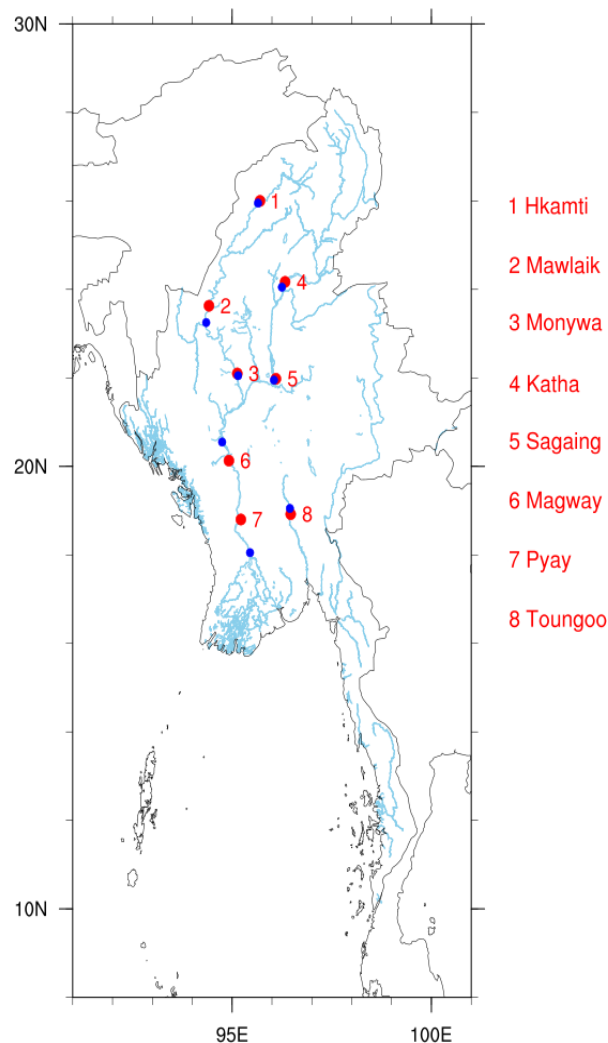 30N
1
1 Hkamti
2 Mawlaik
4
2
3 Monywa
3
5
4 Katha
5 Sagaing
20N
6
6 Magway
7
8
7 Pyay
8 Toungoo
10N
95E
100E